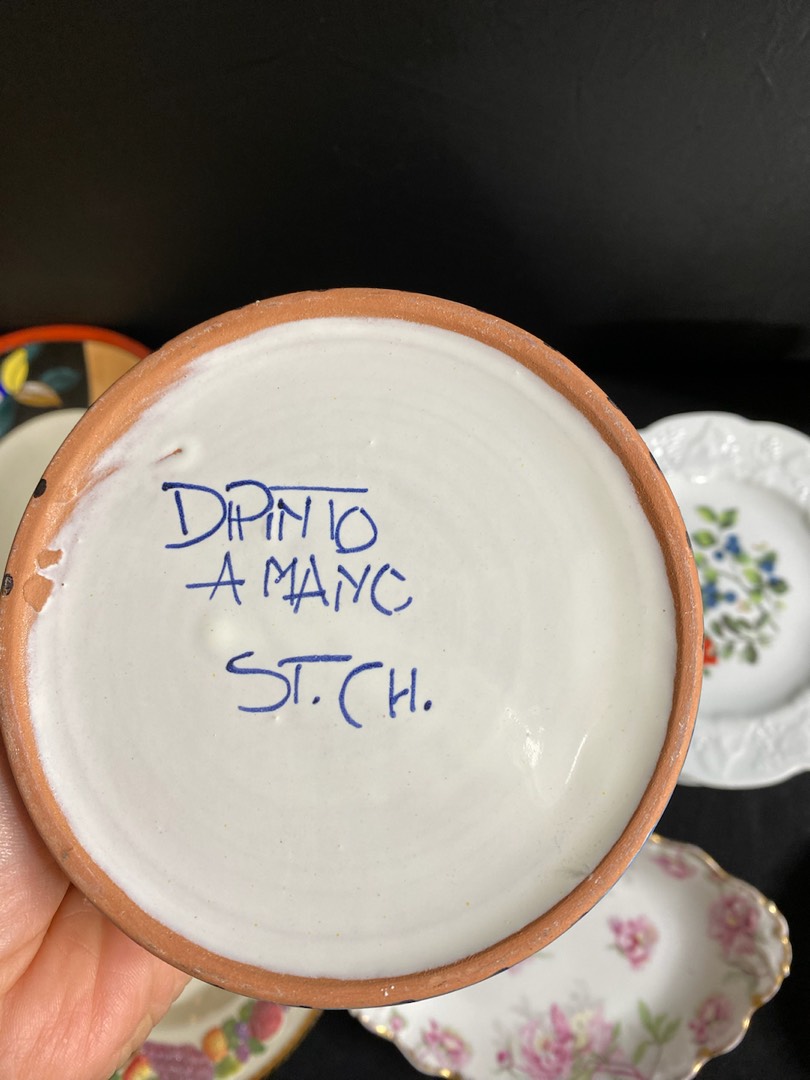 DIPINTO
A MANO
ST. CH.